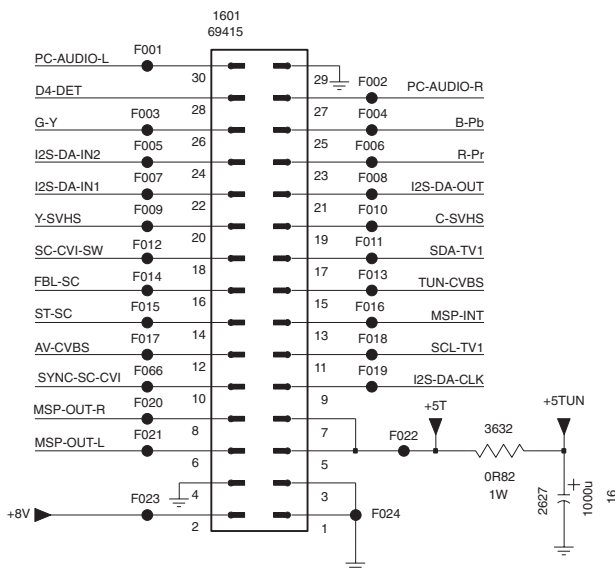 1601
69415
PC-AUDIO-L F001 30 29
D4-DET 28 27 F002 PC-AUDIO-R
G-Y F003 26 25 F004 B-Pb
I2S-DA-IN2 F005 24 23 F006 R-Pr
I2S-DA-IN1 F007 22 21 F008 I2S-DA-OUT
Y-SVHS F009 20 19 F010 C-SVHS
SC-CVI-SW F012 18 17 F011 SDA-TV1
FBL-SC F014 16 15 F013 TUN-CVBS
ST-SC F015 14 13 F016 MSP-INT
AV-CVBS F017 12 11 F018 SCL-TV1
SYNC-SC-CVI F066 10 9 F019 I2S-DA-CLK
MSP-OUT-R F020 8 7
MSP-OUT-L F021 6 5 F022 +5T 3632 +5TUN
0R82
1W
2627
1000u
16
4 3
+8V F023 2 1 F024